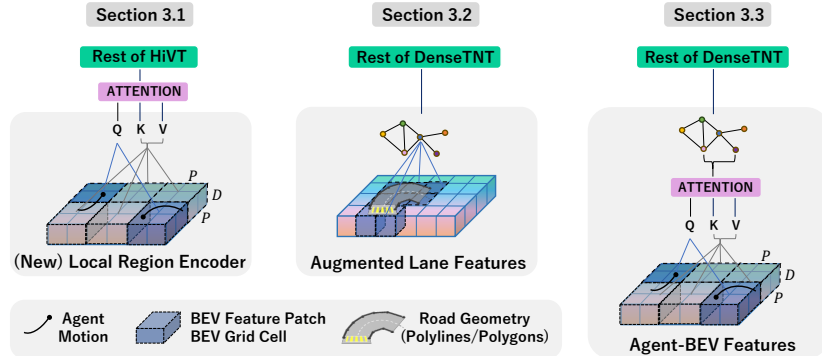 Section 3.1
Rest of HiVT
ATTENTION
Q K V
P
D
P
(New) Local Region Encoder
Section 3.2
Rest of DenseTNT
Augmented Lane Features
Section 3.3
Rest of DenseTNT
ATTENTION
Q K V
P
D
P
Agent-BEV Features
Agent
Motion
BEV Feature Patch
BEV Grid Cell
Road Geometry
(Polylines/Polygons)